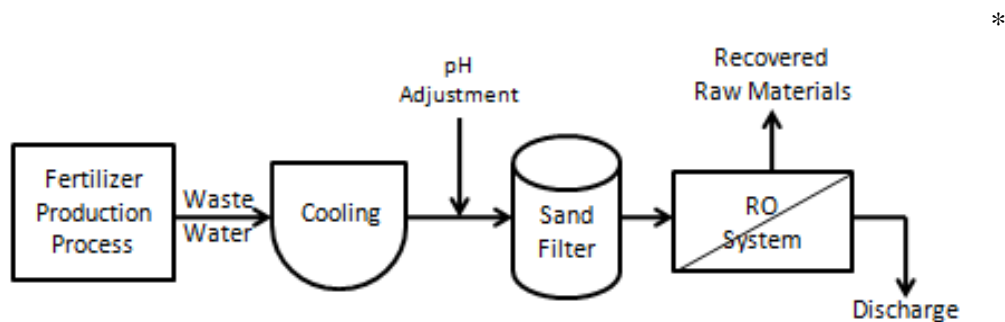 *
Fertilizer
Production
Process
Waste
Water
Cooling
pH
Adjustment
Sand
Filter
RO
System
Recovered
Raw Materials
Discharge